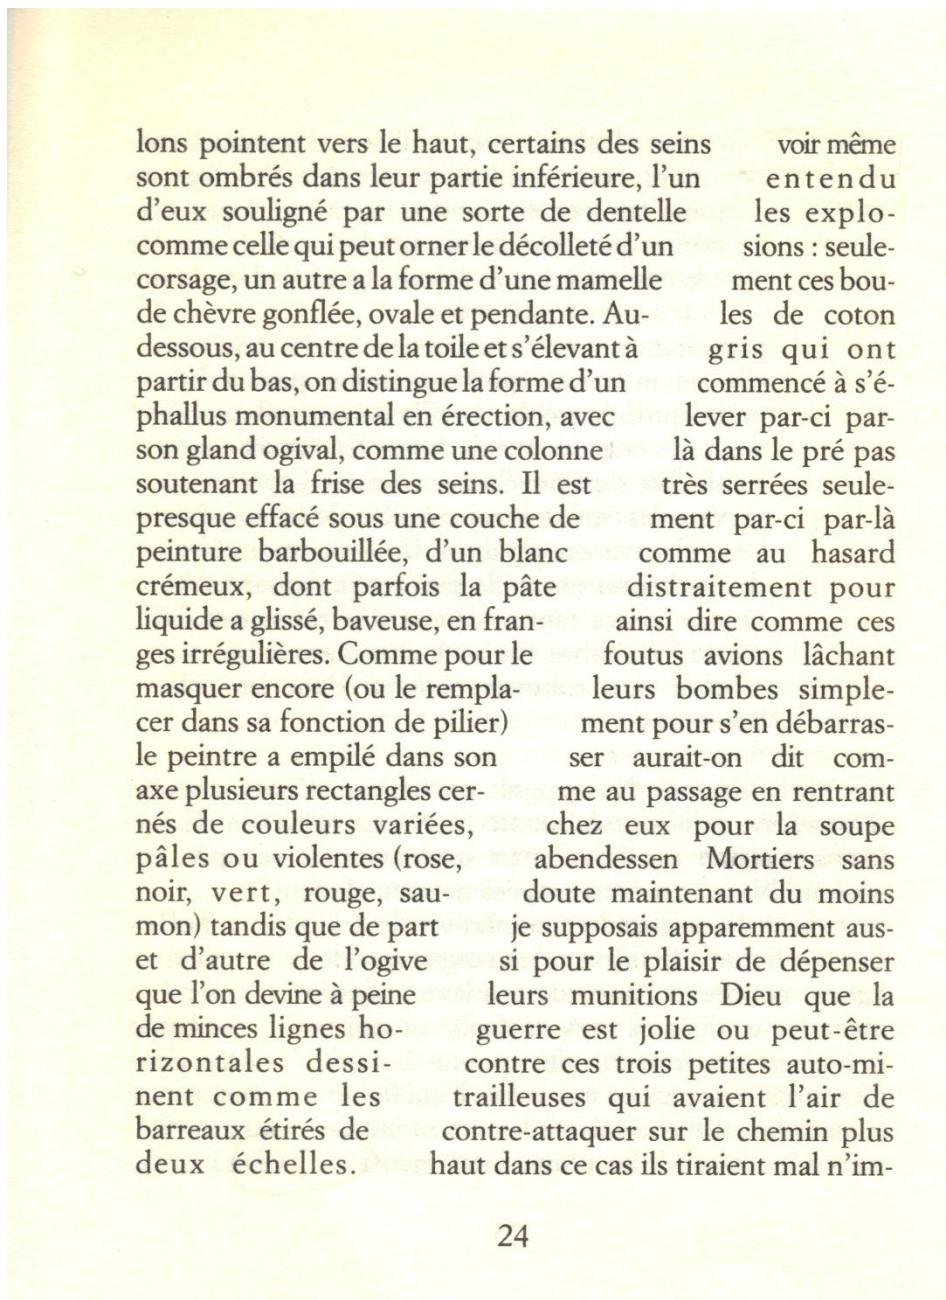 lons pointent vers le haut, certains des seins
sont ombrés dans leur partie inférieure, l'un
d'eux souligné par une sorte de dentelle
comme celle qui peut orner le décolleté d'un
corsage, un autre a la forme d'une mamelle
de chèvre gonflée, ovale et pendante. Au-
dessous, au centre de la toile et s'élevant à
partir du bas, on distingue la forme d'un
phallus monumental en érection, avec
son gland ogival, comme une colonne
soutenant la frise des seins. Il est
presque effacé sous une couche de
peinture barbouillée, d'un blanc
crémeux, dont parfois la pâte
liquide a glissé, baveuse, en fran-
ges irrégulières. Comme pour le
masquer encore (ou le rempla-
cer dans sa fonction de pilier)
le peintre a empilé dans son
axe plusieurs rectangles cer-
nés de couleurs variées,
pâles ou violentes (rose,
noir, vert, rouge, sau-
mon) tandis que de part
et d'autre de l'ogive
que l'on devine à peine
de minces lignes ho-
rizontales dessi-
nent comme les
barreaux étirés de
deux échelles.
voir même
entendu
les explo-
sions : seule-
ment ces bou-
les de coton
gris qui ont
commencé à s'é-
lever par-ci par-
là dans le pré pas
très serrées seule-
ment par-ci par-là
comme au hasard
distraitement pour
ainsi dire comme ces
foutus avions lâchant
leurs bombes simple-
ment pour s'en débarras-
ser aurait-on dit com-
me au passage en rentrant
chez eux pour la soupe
abendessen Mortiers sans
doute maintenant du moins
je supposais apparemment aus-
si pour le plaisir de dépenser
leurs munitions Dieu que la
guerre est jolie ou peut-être
contre ces trois petites auto-mi-
trailleuses qui avaient l'air de
contre-attaquer sur le chemin plus
haut dans ce cas ils tiraient mal n'im-
24